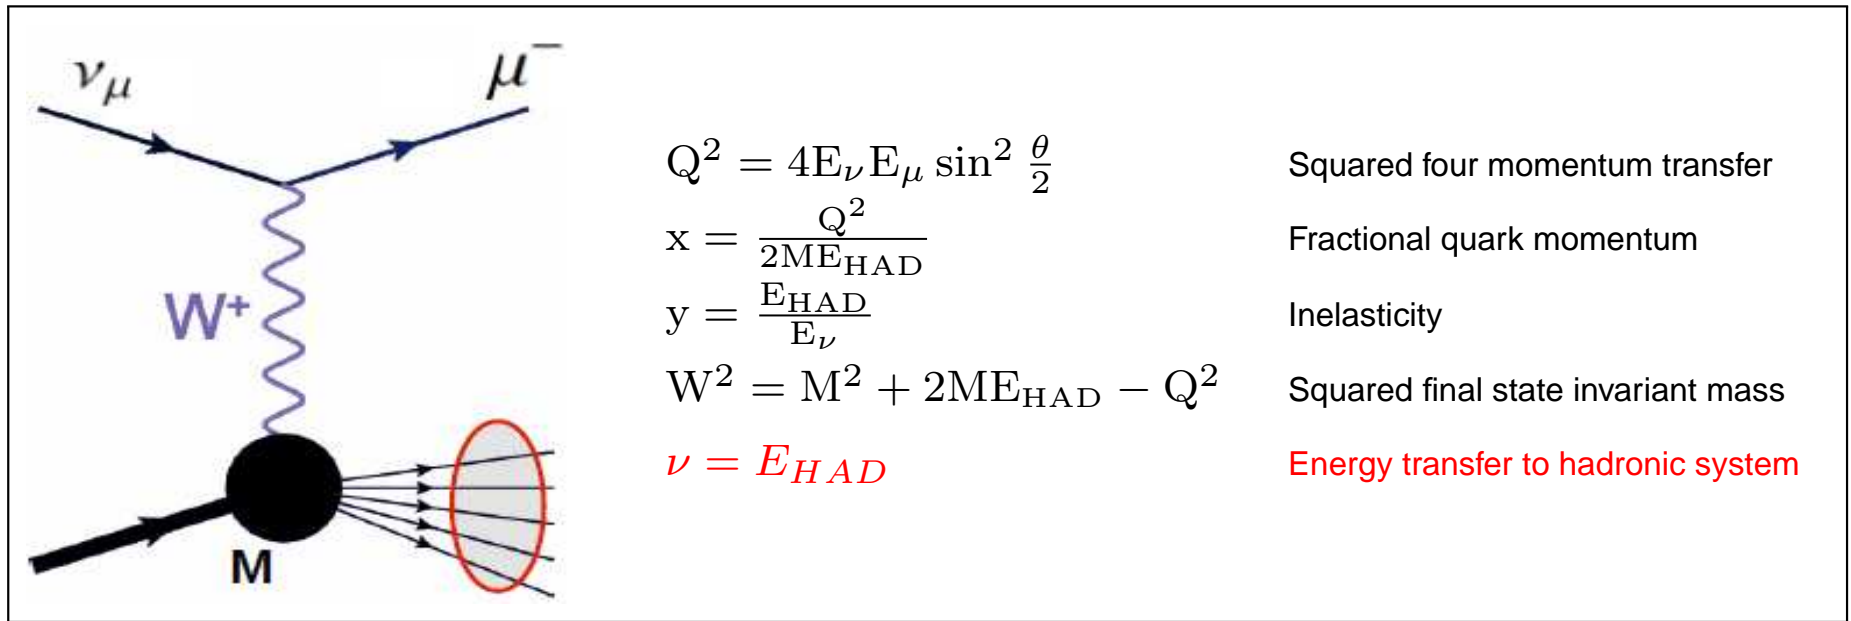 ν_μ
μ⁻
W⁺
M
Q² = 4E_ν E_μ sin² θ/2 Squared four momentum transfer
x = Q²/2ME_HAD Fractional quark momentum
y = E_HAD/E_ν Inelasticity
W² = M² + 2ME_HAD − Q² Squared final state invariant mass
ν = E_HAD Energy transfer to hadronic system